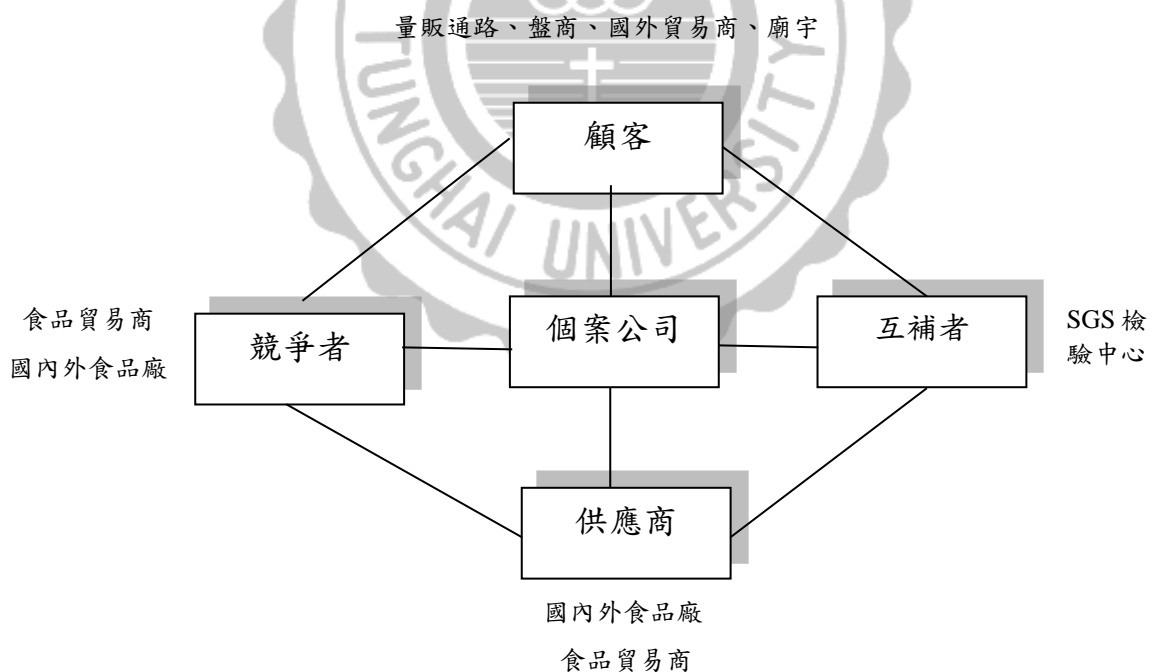 量販通路、盤商、國外貿易商、廟宇
顧客
食品貿易商
國內外食品廠
競爭者
個案公司
互補者
SGS 檢
驗中心
供應商
國內外食品廠
食品貿易商
TUNGHAI UNIVERSITY